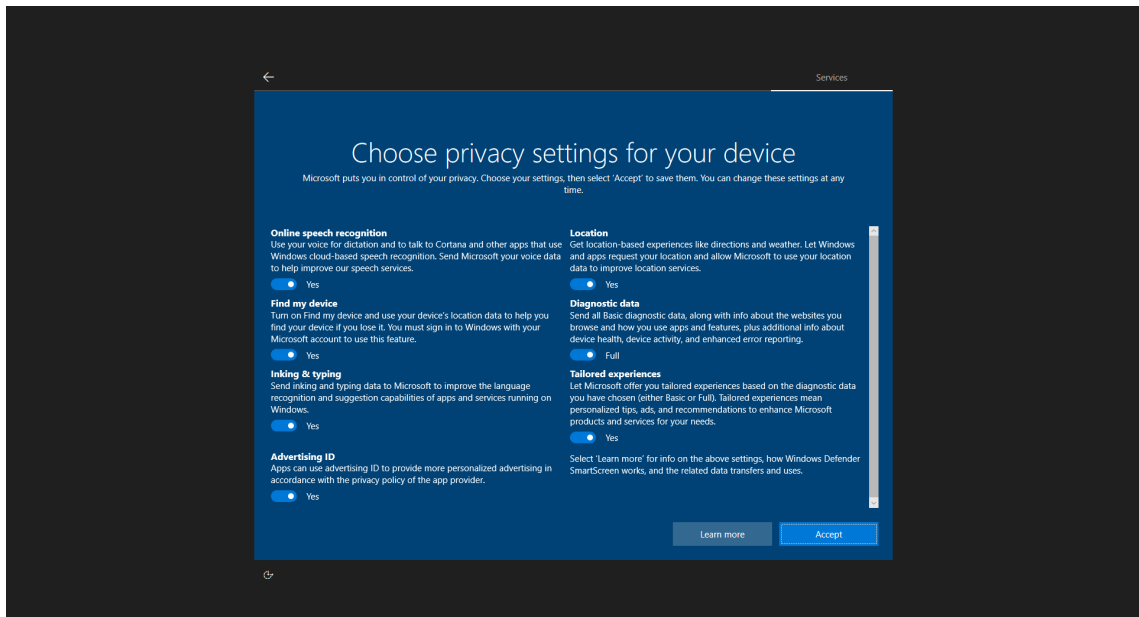 Services
Choose privacy settings for your device
Microsoft puts you in control of your privacy. Choose your settings, then select 'Accept' to save them. You can change these settings at any
time.
Online speech recognition
Use your voice for dictation and to talk to Cortana and other apps that use
Windows cloud-based speech recognition. Send Microsoft your voice data
to help improve our speech services.
Yes
Find my device
Turn on Find my device and use your device's location data to help you
find your device if you lose it. You must sign in to Windows with your
Microsoft account to use this feature.
Yes
Inking & typing
Send inking and typing data to Microsoft to improve the language
recognition and suggestion capabilities of apps and services running on
Windows.
Yes
Advertising ID
Apps can use advertising ID to provide more personalized advertising in
accordance with the privacy policy of the app provider.
Yes
Location
Get location-based experiences like directions and weather. Let Windows
and apps request your location and allow Microsoft to use your location
data to improve location services.
Yes
Diagnostic data
Send all Basic diagnostic data, along with info about the websites you
browse and how you use apps and features, plus additional info about
device health, device activity, and enhanced error reporting.
Full
Tailored experiences
Let Microsoft offer you tailored experiences based on the diagnostic data
you have chosen (either Basic or Full). Tailored experiences mean
personalized tips, ads, and recommendations to enhance Microsoft
products and services for your needs.
Yes
Select 'Learn more' for info on the above settings, how Windows Defender
SmartScreen works, and the related data transfers and uses.
Learn more
Accept